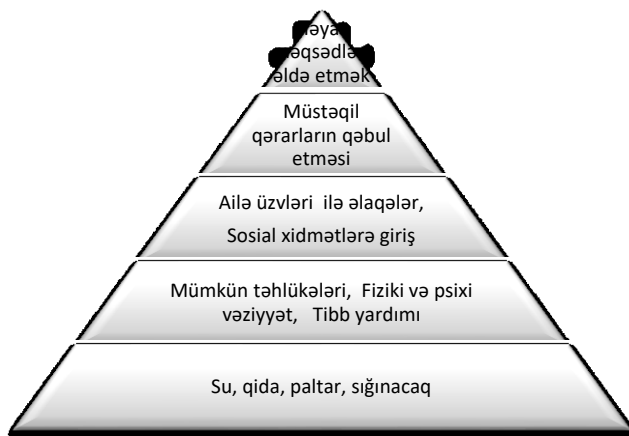 əldə etmək
Müstəqil
qərarların qəbul
etməsi
Ailə üzvləri ilə əlaqələr,
Sosial xidmətlərə giriş
Mümkün təhlükələri, Fiziki və psixi
vəziyyət, Tibb yardımı
Su, qida, paltar, sığınacaq